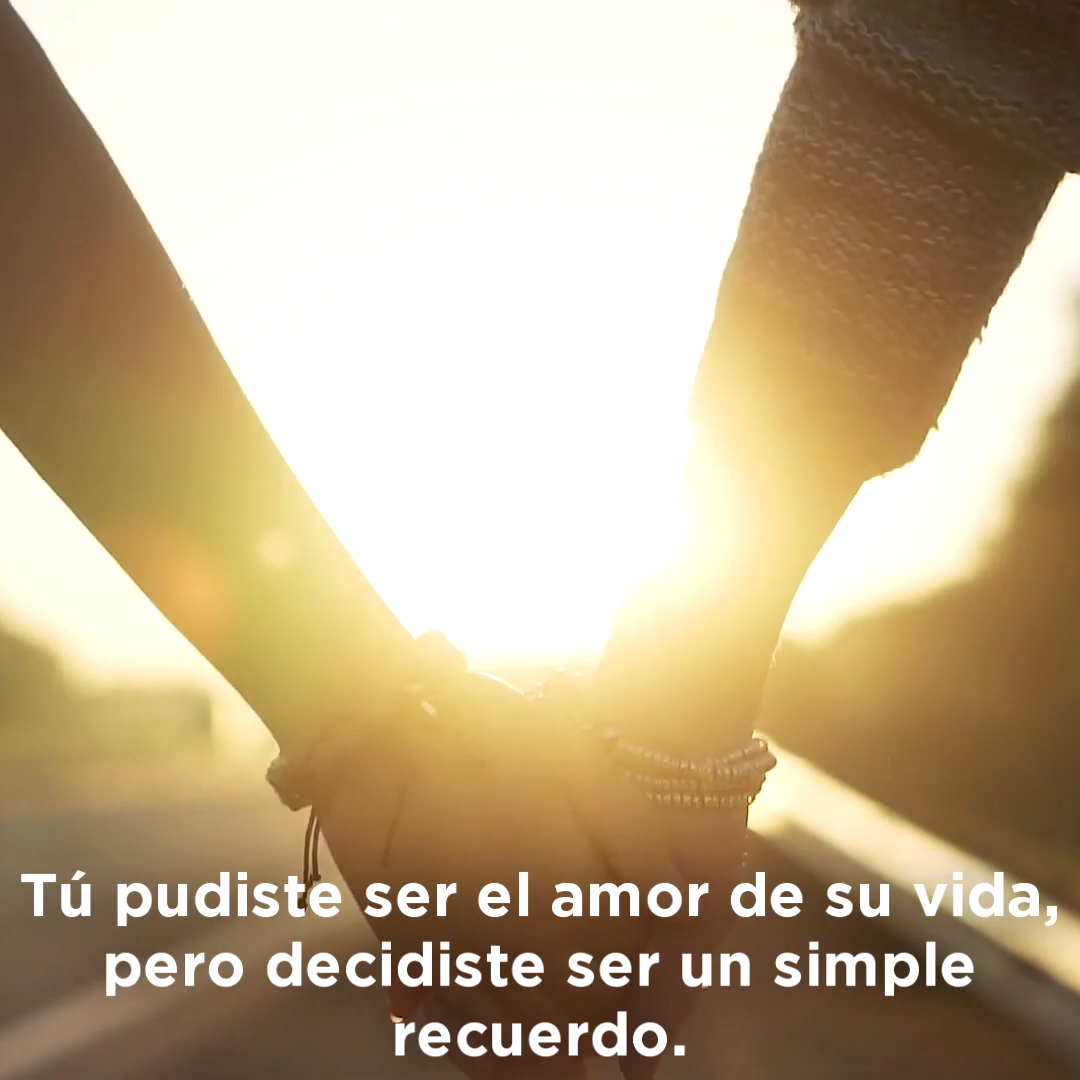 Tú pudiste ser el amor de su vida,
pero decidiste ser un simple
recuerdo.